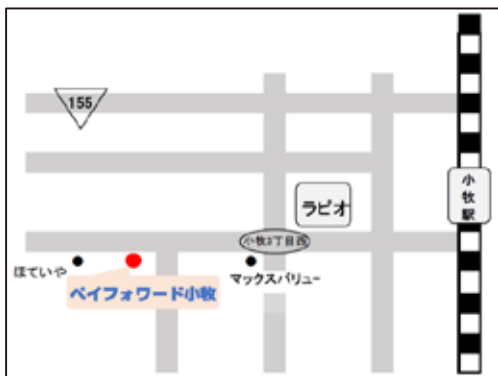 155
小牧駅
ラピオ
小牧3丁目西
ほていや
マックスバリュー
ペイフォワード小牧